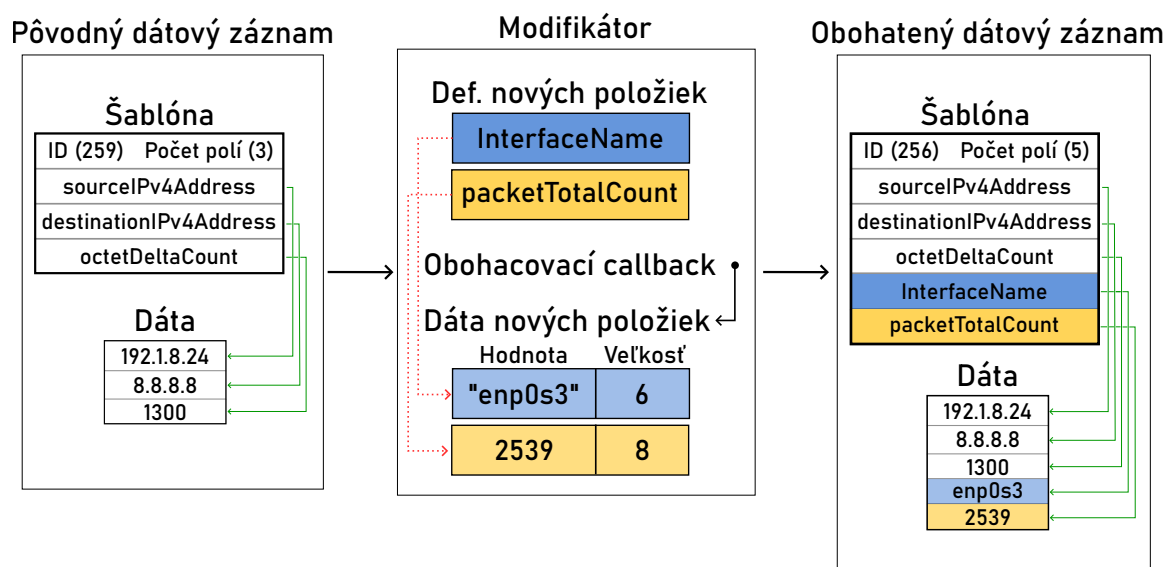 Pôvodný dátový záznam
Šablóna
ID (259) Počet polí (3)
sourceIPv4Address
destinationIPv4Address
octetDeltaCount
Dáta
192.1.8.24
8.8.8.8
1300
Modifikátor
Def. nových položiek
InterfaceName
packetTotalCount
Obohacovací callback
Dáta nových položiek
Hodnota Veľkosť
"enp0s3" 6
2539 8
Obohatený dátový záznam
Šablóna
ID (256) Počet polí (5)
sourceIPv4Address
destinationIPv4Address
octetDeltaCount
InterfaceName
packetTotalCount
Dáta
192.1.8.24
8.8.8.8
1300
enp0s3
2539